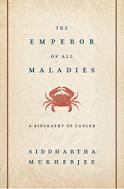 THE
EMPEROR
OF ALL
MALADIES
A BIOGRAPHY OF CANCER
SIDDHARTHA
MUKHERJEE